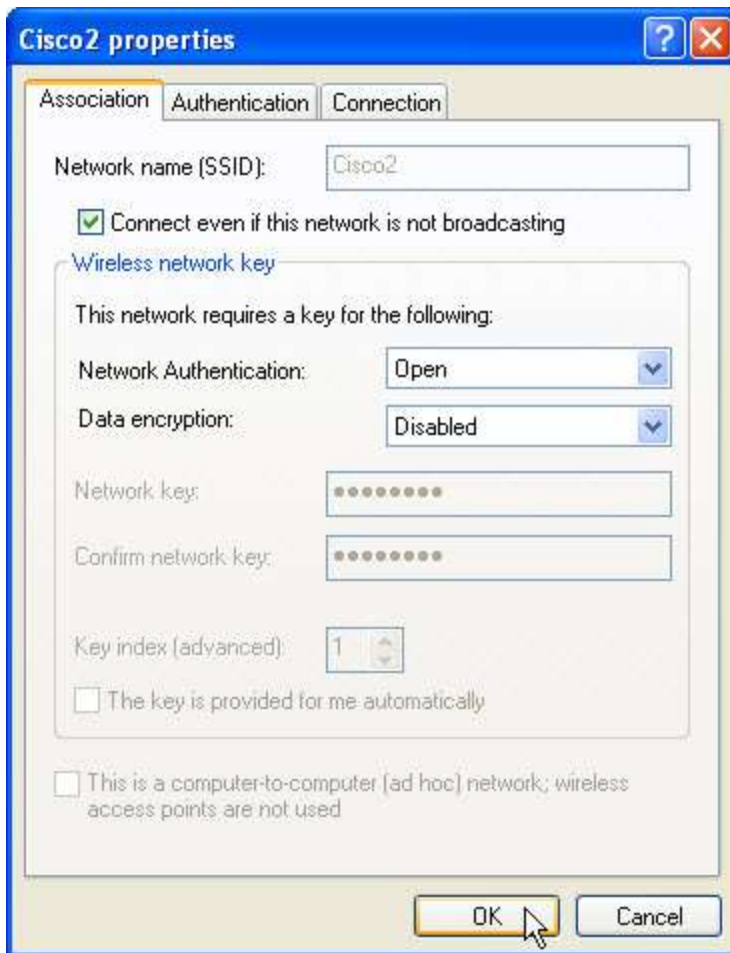 Cisco2 properties
Association Authentication Connection
Network name (SSID): Cisco2
Connect even if this network is not broadcasting
Wireless network key
This network requires a key for the following:
Network Authentication: Open
Data encryption: Disabled
Network key: ●●●●●●●●
Confirm network key: ●●●●●●●●
Key index (advanced): 1
The key is provided for me automatically
This is a computer-to-computer (ad hoc) network; wireless
access points are not used
OK Cancel